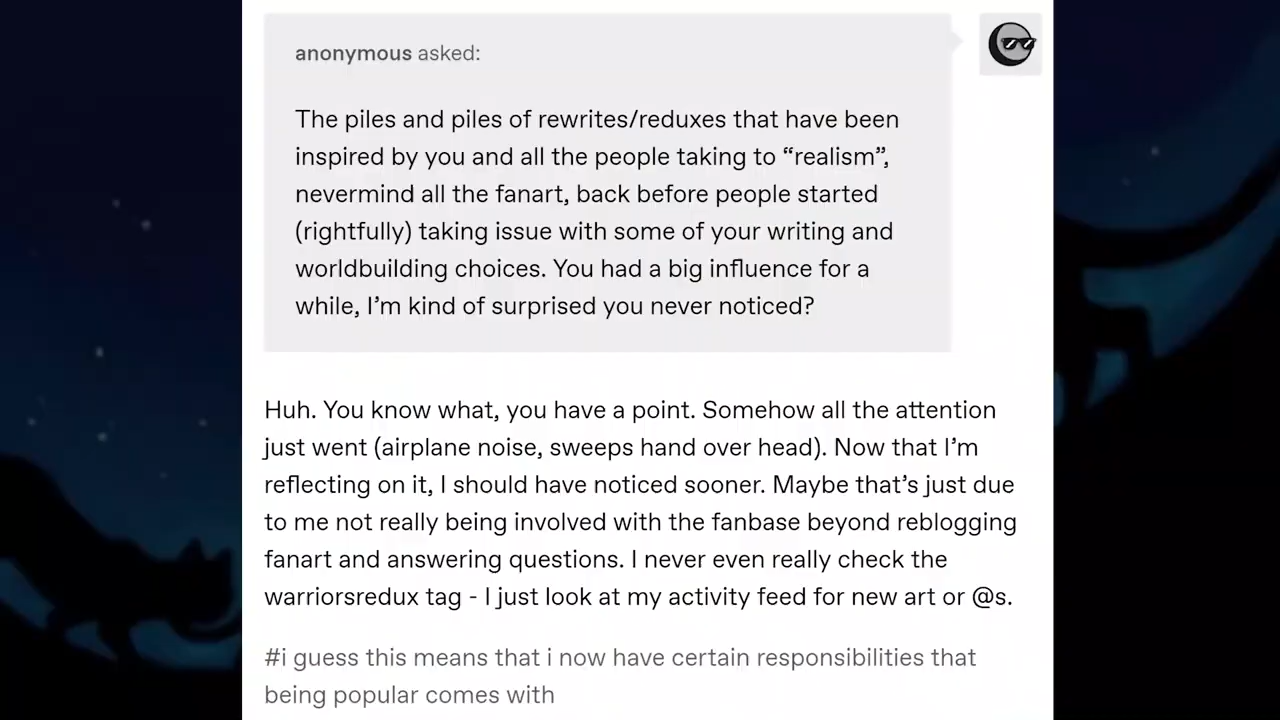 anonymous asked:
The piles and piles of rewrites/reduxes that have been
inspired by you and all the people taking to “realism”,
nevermind all the fanart, back before people started
(rightfully) taking issue with some of your writing and
worldbuilding choices. You had a big influence for a
while, I’m kind of surprised you never noticed?
Huh. You know what, you have a point. Somehow all the attention
just went (airplane noise, sweeps hand over head). Now that I’m
reflecting on it, I should have noticed sooner. Maybe that’s just due
to me not really being involved with the fanbase beyond reblogging
fanart and answering questions. I never even really check the
warriorsredux tag - I just look at my activity feed for new art or @s.
#i guess this means that i now have certain responsibilities that
being popular comes with